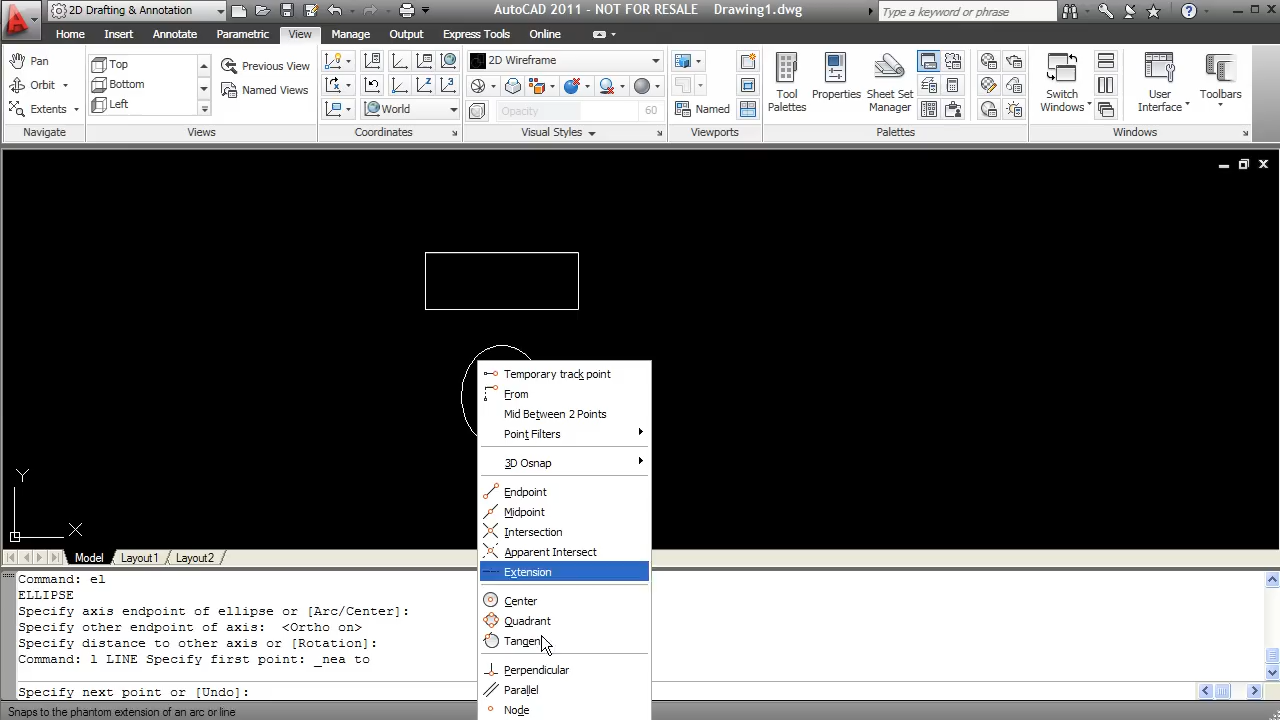 2D Drafting & Annotation
AutoCAD 2011 - NOT FOR RESALE Drawing1.dwg
Type a keyword or phrase
Home Insert Annotate Parametric View Manage Output Express Tools Online
Pan
Orbit
Extents
Navigate
Top
Bottom
Left
Views
Previous View
Named Views
World
Coordinates
2D Wireframe
Opacity 60
Visual Styles
Named
Viewports
Tool Palettes
Properties
Sheet Set Manager
Palettes
Switch Windows
User Interface
Toolbars
Windows
Temporary track point
From
Mid Between 2 Points
Point Filters
3D Osnap
Endpoint
Midpoint
Intersection
Apparent Intersect
Extension
Center
Quadrant
Tangent
Perpendicular
Parallel
Node
Y
X
Model Layout1 Layout2
Command: el
ELLIPSE
Specify axis endpoint of ellipse or [Arc/Center]:
Specify other endpoint of axis: <Ortho on>
Specify distance to other axis or [Rotation]:
Command: l LINE Specify first point: _nea to
Specify next point or [Undo]:
Snaps to the phantom extension of an arc or line